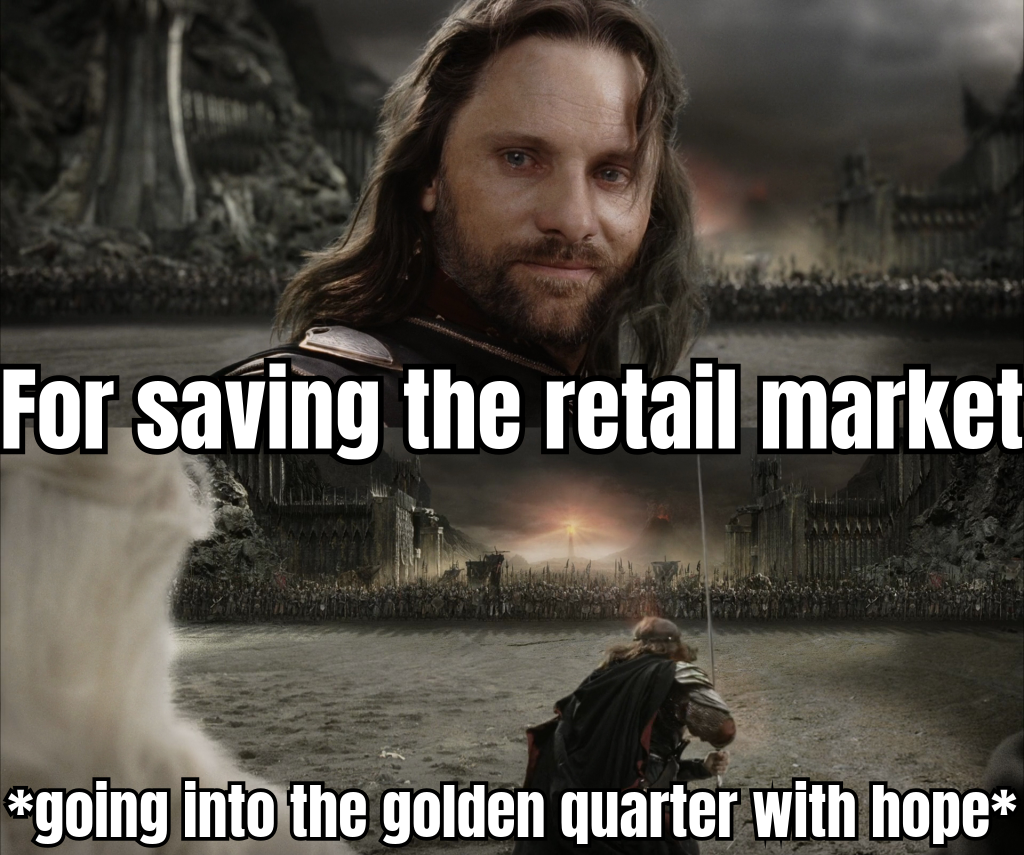 For saving the retail market
*going into the golden quarter with hope*